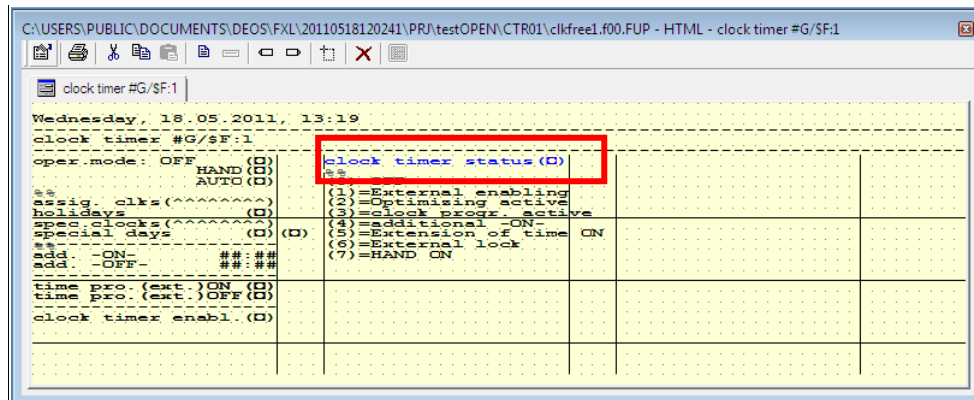 C:\USERS\PUBLIC\DOCUMENTS\DEOS\FXL\20110518120241\PRJ\testOPEN\CTR01\clkfree1.f00.FUP - HTML - clock timer #G/$F:1
clock timer #G/$F:1
Wednesday, 18.05.2011, 13:19
clock timer #G/$F:1
oper.mode: OFF (¤)
HAND(¤)
AUTO(¤)
%%
assig. clks(^^^^^^^^)
holidays (¤)
spec.clocks(^^^^^^^^)
special days (¤)(¤)
%%
add. -ON- ##:##
add. -OFF- ##:##
time pro.(ext.)ON (¤)
time pro.(ext.)OFF(¤)
clock timer enabl.(¤)
clock timer status(¤)
%%
(1)=External enabling
(2)=Optimizing active
(3)=clock progr. active
(4)=additional -ON-
(5)=Extension of time ON
(6)=External lock
(7)=HAND ON